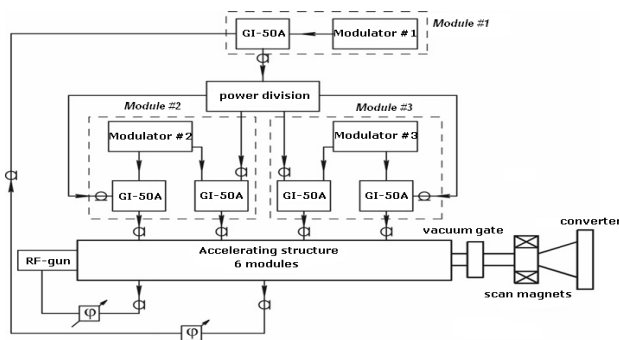 Module #1
GI-50A
Modulator #1
power division
Module #2
Module #3
Modulator #2
Modulator #3
GI-50A
GI-50A
GI-50A
GI-50A
converter
vacuum gate
RF-gun
Accelerating structure
6 modules
scan magnets
φ
φ